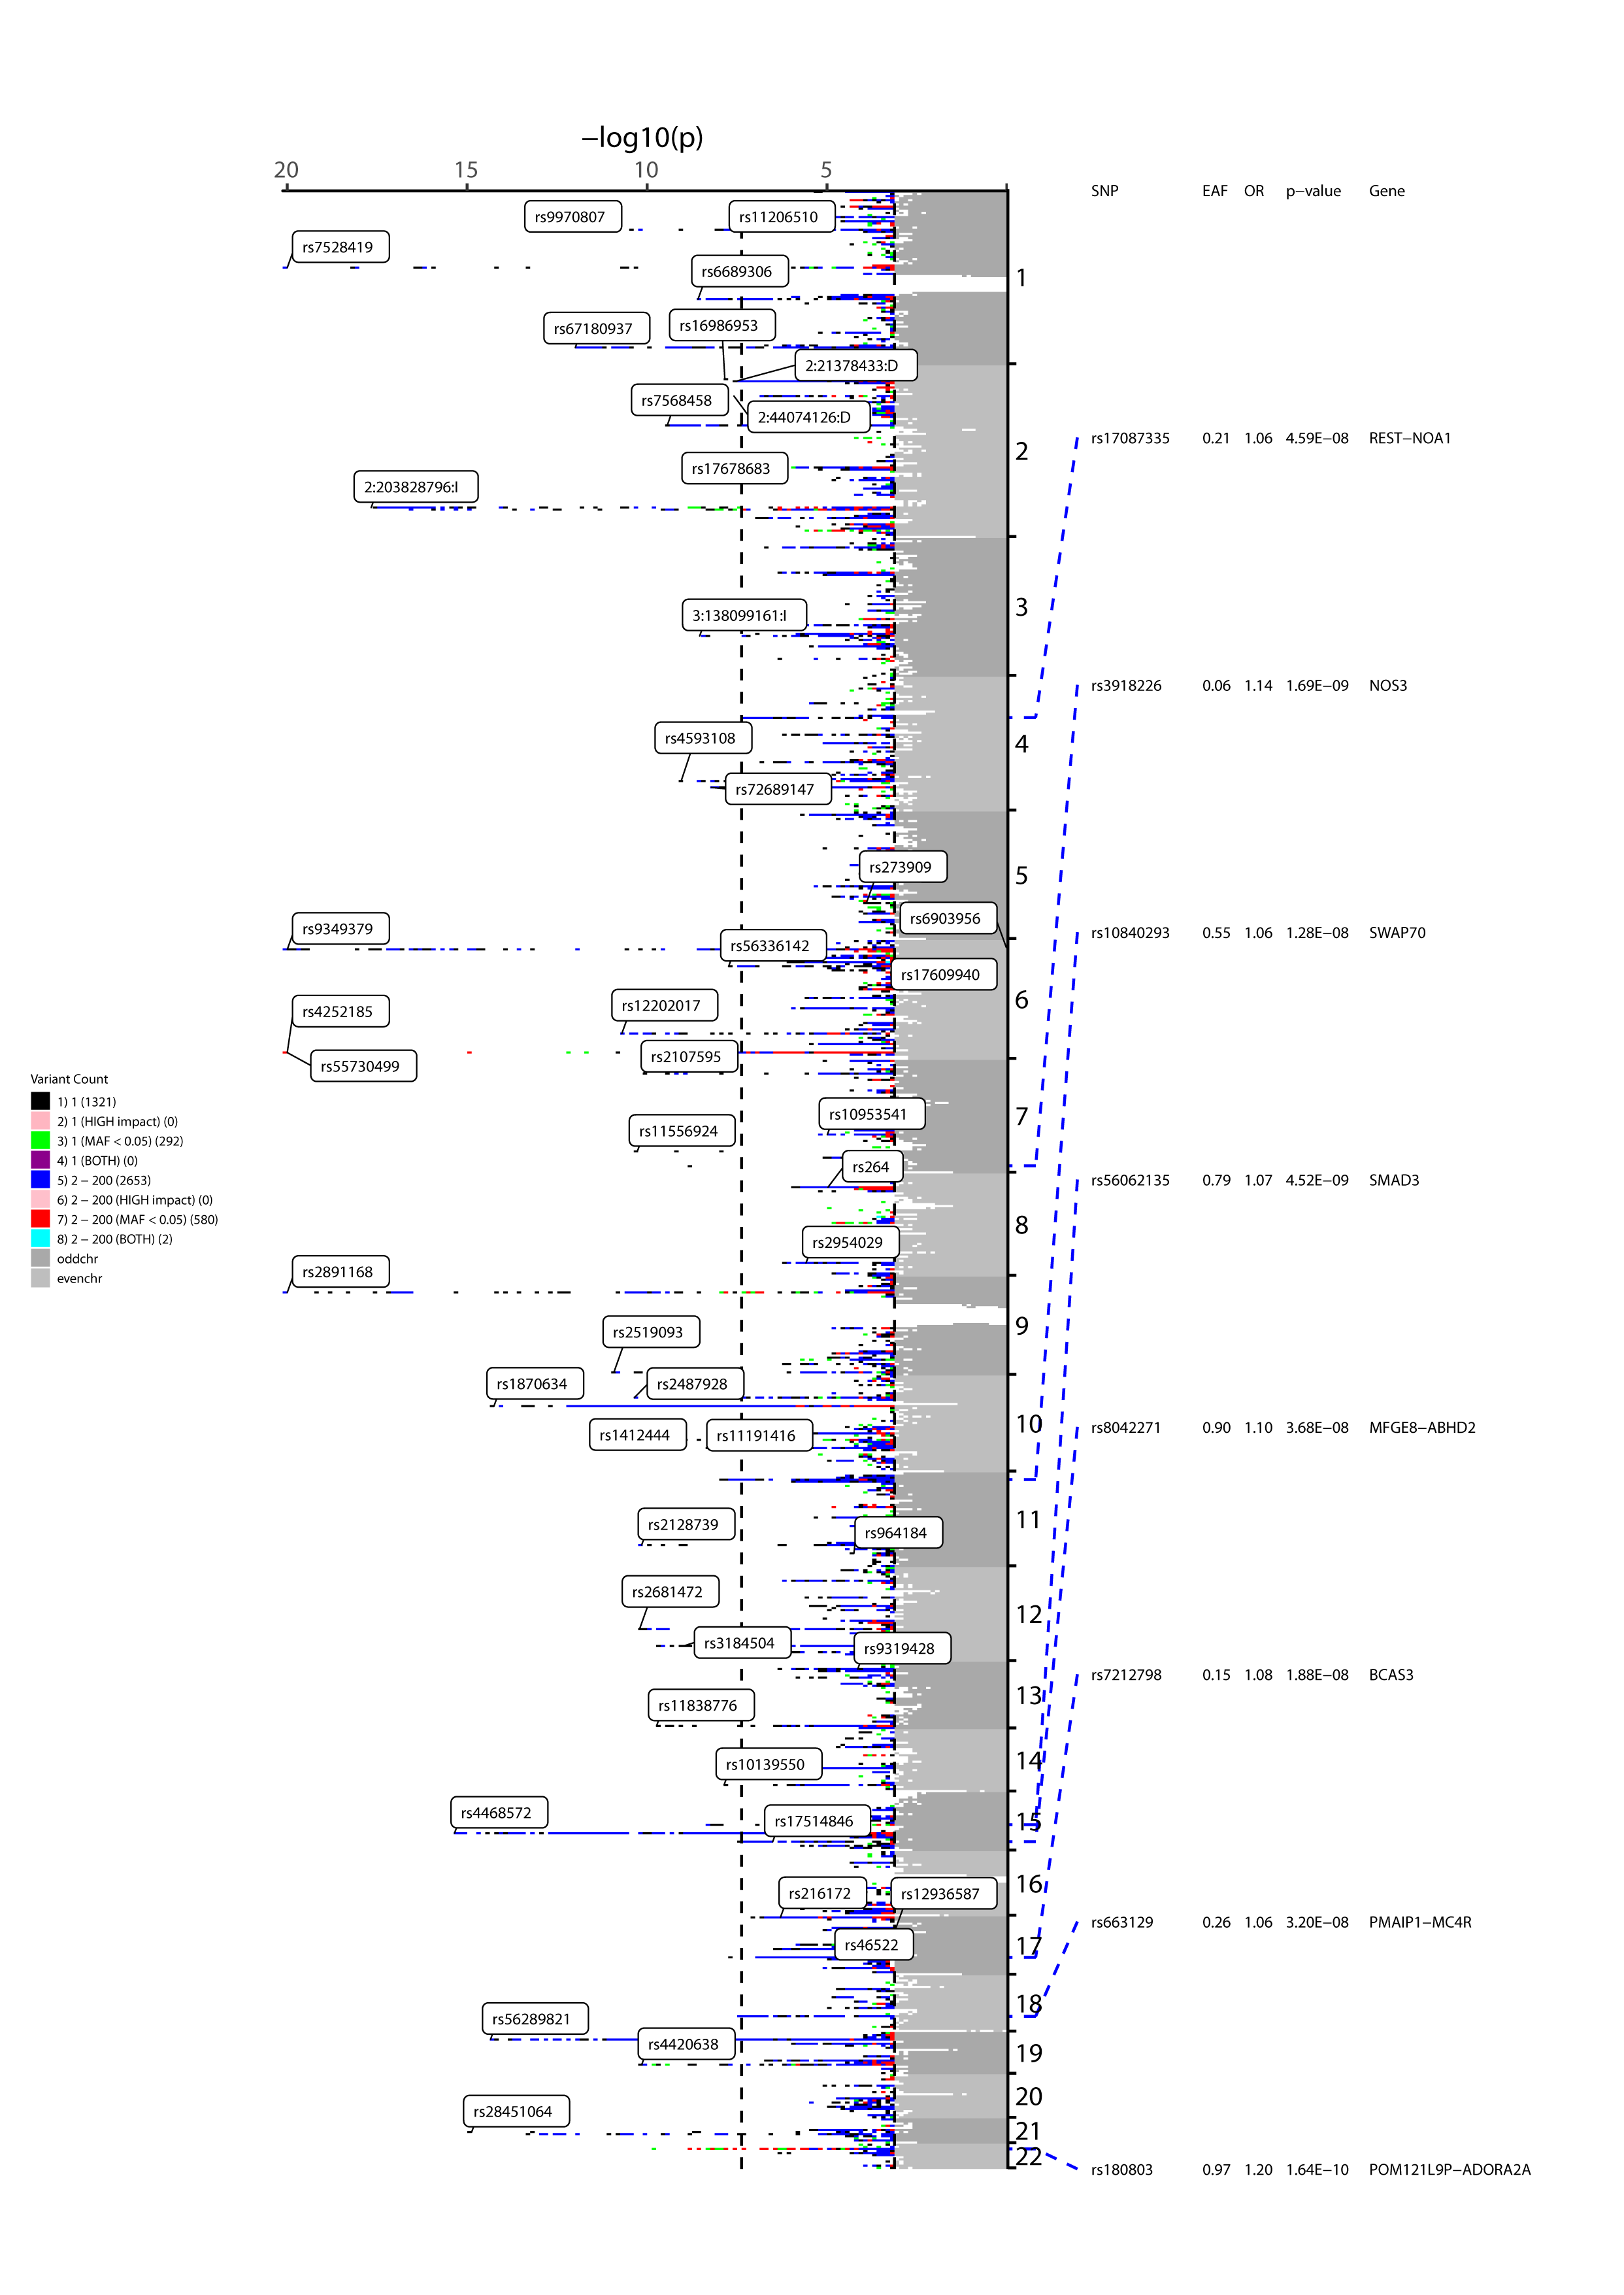 −log10(p)
20 15 10 5
SNP EAF OR p−value Gene
rs9970807 rs11206510
rs7528419
rs6689306
1
rs67180937 rs16986953
2:21378433:D
rs7568458
2:44074126:D
rs17087335 0.21 1.06 4.59E−08 REST−NOA1
2
rs17678683
2:203828796:I
3
3:138099161:I
rs3918226 0.06 1.14 1.69E−09 NOS3
rs4593108
4
rs72689147
rs273909
5
rs6903956
rs9349379
rs10840293 0.55 1.06 1.28E−08 SWAP70
rs56336142
rs17609940
6
rs12202017
rs4252185
rs2107595
rs55730499
Variant Count
1) 1 (1321)
2) 1 (HIGH impact) (0)
3) 1 (MAF < 0.05) (292)
4) 1 (BOTH) (0)
5) 2 − 200 (2653)
6) 2 − 200 (HIGH impact) (0)
7) 2 − 200 (MAF < 0.05) (580)
8) 2 − 200 (BOTH) (2)
oddchr
evenchr
rs10953541
7
rs11556924
rs264
rs56062135 0.79 1.07 4.52E−09 SMAD3
8
rs2954029
rs2891168
9
rs2519093
rs1870634 rs2487928
10
rs1412444 rs11191416
rs8042271 0.90 1.10 3.68E−08 MFGE8−ABHD2
11
rs2128739 rs964184
rs2681472
12
rs3184504 rs9319428
rs7212798 0.15 1.08 1.88E−08 BCAS3
13
rs11838776
14
rs10139550
rs4468572
15
rs17514846
16
rs216172 rs12936587
rs663129 0.26 1.06 3.20E−08 PMAIP1−MC4R
17
rs46522
18
rs56289821
rs4420638
19
20
rs28451064
21
22
rs180803 0.97 1.20 1.64E−10 POM121L9P−ADORA2A